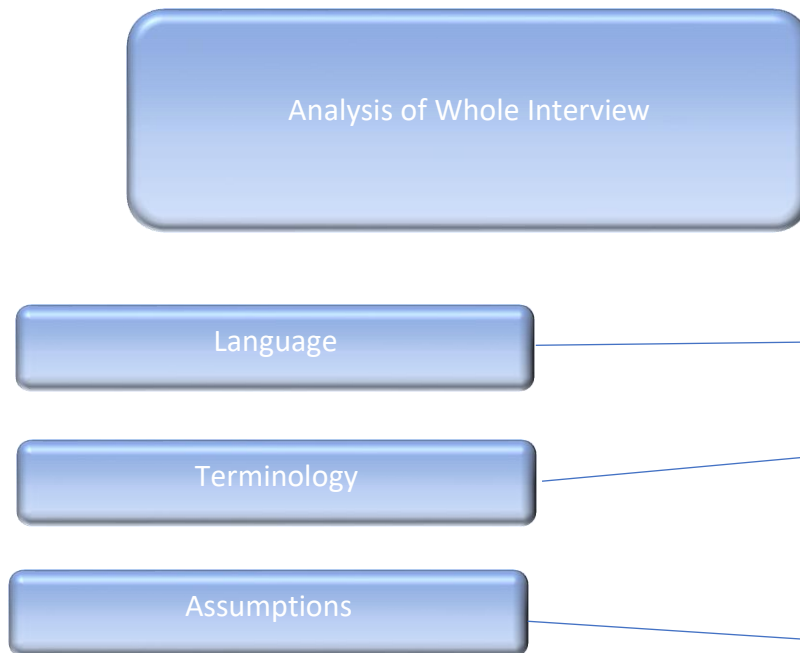 Analysis of Whole Interview
Language
Terminology
Assumptions